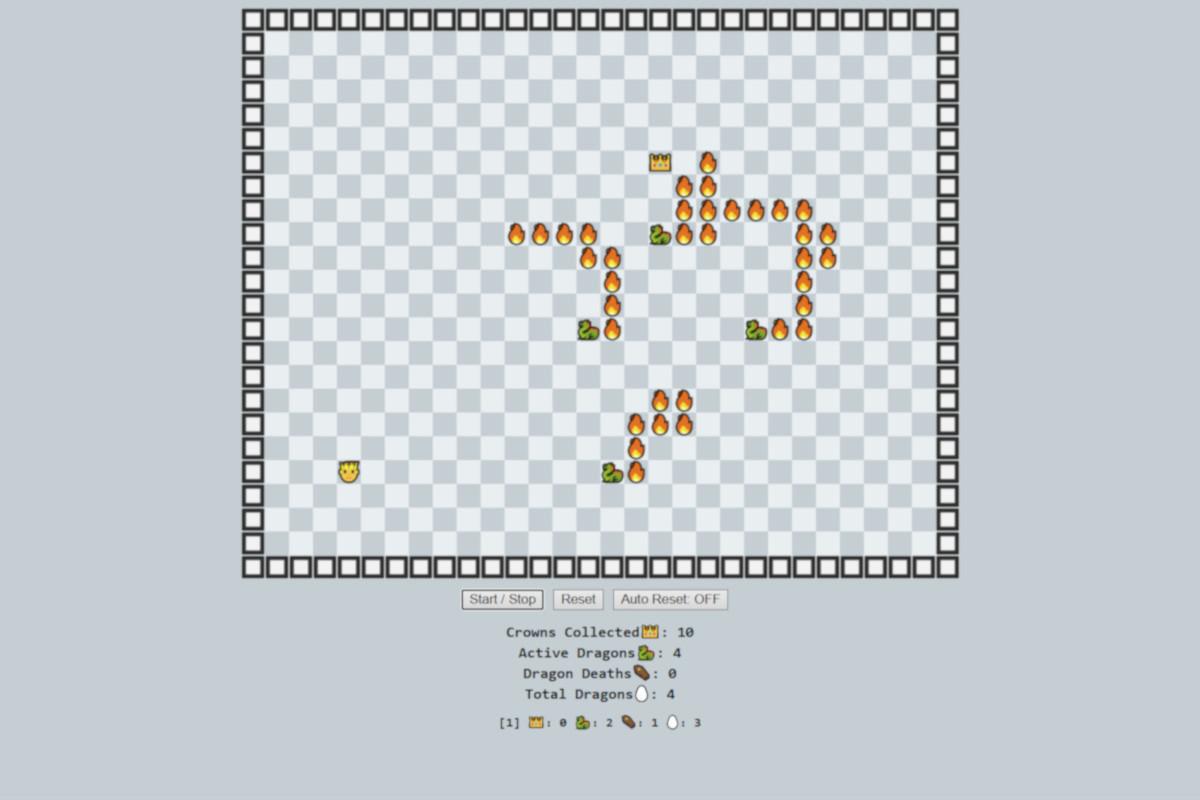 Start / Stop Reset Auto Reset: OFF
Crowns Collected👑: 10
Active Dragons🐉: 4
Dragon Deaths⚰️: 0
Total Dragons🥚: 4
[1] 👑: 0 🐉: 2 ⚰️: 1 🥚: 3